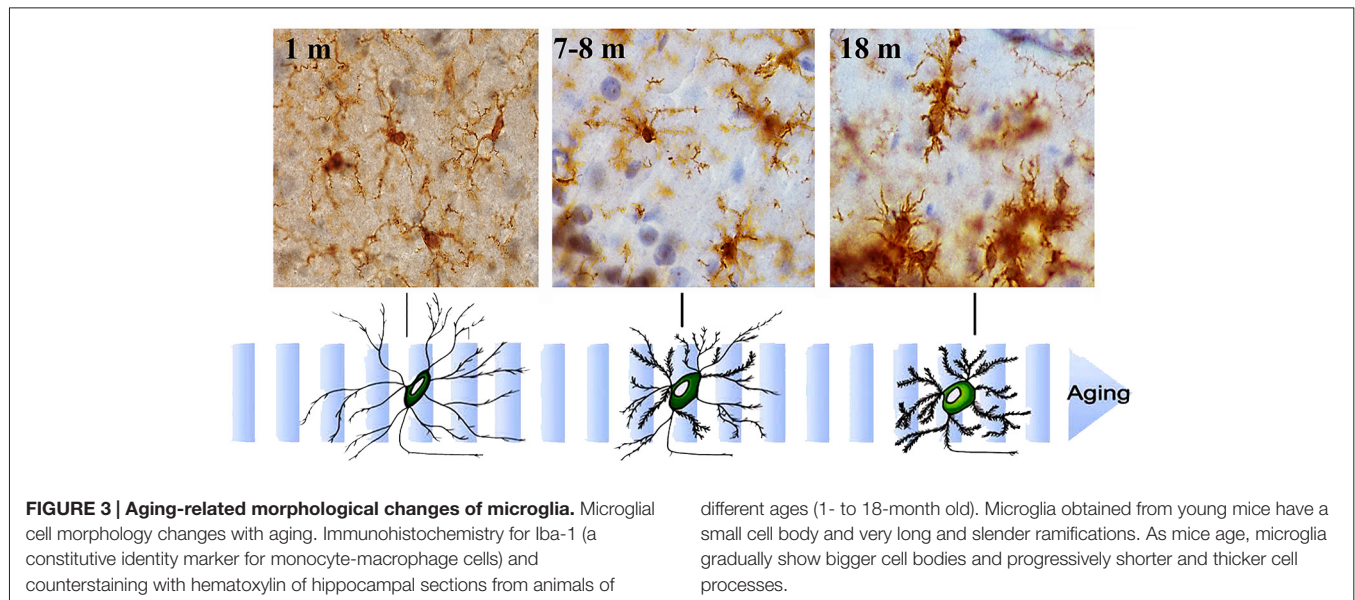 1 m
7-8 m
18 m
Aging
FIGURE 3 | Aging-related morphological changes of microglia. Microglial
cell morphology changes with aging. Immunohistochemistry for Iba-1 (a
constitutive identity marker for monocyte-macrophage cells) and
counterstaining with hematoxylin of hippocampal sections from animals of
different ages (1- to 18-month old). Microglia obtained from young mice have a
small cell body and very long and slender ramifications. As mice age, microglia
gradually show bigger cell bodies and progressively shorter and thicker cell
processes.